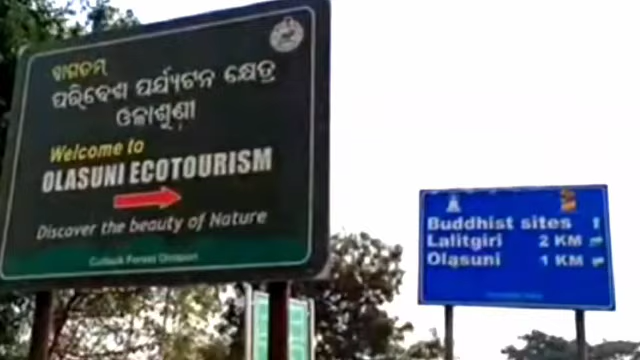 ସ୍ୱାଗତମ୍
ପରିବେଶ ପର୍ଯ୍ୟଟନ କ୍ଷେତ୍ର
ଓଳାଶୁଣୀ
Welcome to
OLASUNI ECOTOURISM
Discover the beauty of Nature
Cuttack Forest Division
Buddhist sites
Lalitgiri 2 KM
Olasuni 1 KM